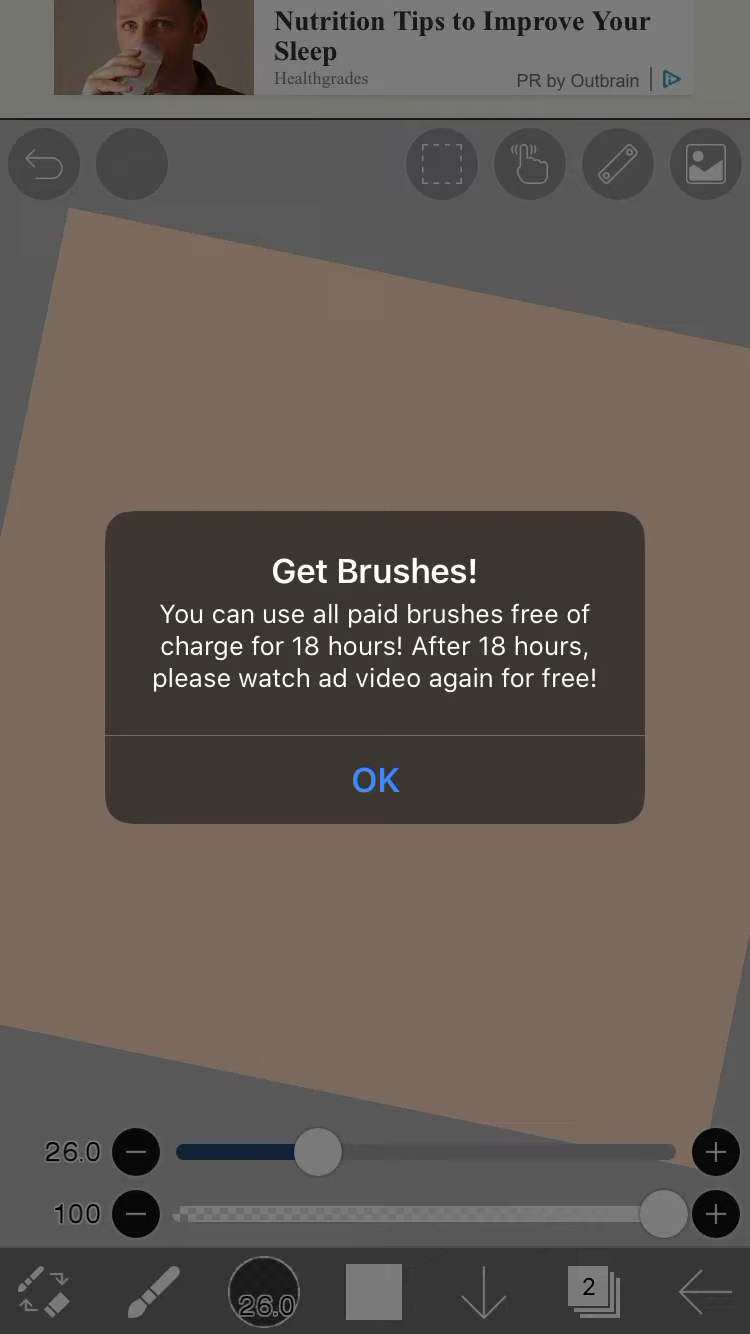 Nutrition Tips to Improve Your
Sleep
Healthgrades
PR by Outbrain
Get Brushes!
You can use all paid brushes free of
charge for 18 hours! After 18 hours,
please watch ad video again for free!
OK
26.0
100
26.0
2